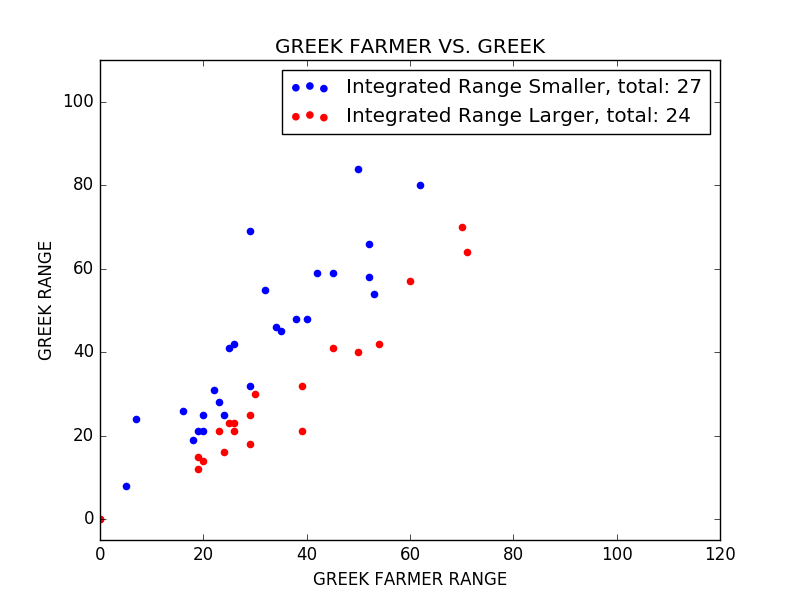 GREEK FARMER VS. GREEK
Integrated Range Smaller, total: 27
Integrated Range Larger, total: 24
100
80
60
40
20
0
GREEK RANGE
0 20 40 60 80 100 120
GREEK FARMER RANGE